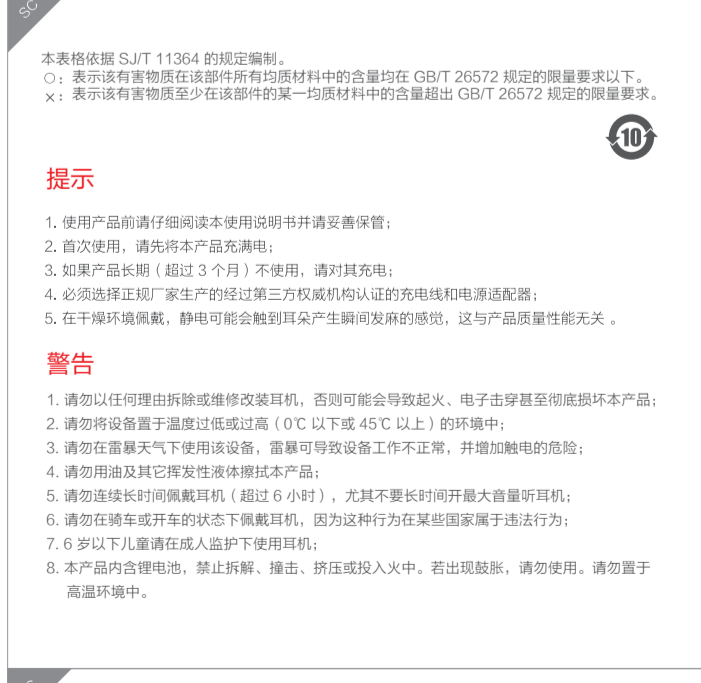 SC
本表格依据 SJ/T 11364 的规定编制。
○：表示该有害物质在该部件所有均质材料中的含量均在 GB/T 26572 规定的限量要求以下。
×：表示该有害物质至少在该部件的某一均质材料中的含量超出 GB/T 26572 规定的限量要求。
10
提示
1. 使用产品前请仔细阅读本使用说明书并请妥善保管；
2. 首次使用，请先将本产品充满电；
3. 如果产品长期（超过 3 个月）不使用，请对其充电；
4. 必须选择正规厂家生产的经过第三方权威机构认证的充电线和电源适配器；
5. 在干燥环境佩戴，静电可能会触到耳朵产生瞬间发麻的感觉，这与产品质量性能无关 。
警告
1. 请勿以任何理由拆除或维修改装耳机，否则可能会导致起火、电子击穿甚至彻底损坏本产品；
2. 请勿将设备置于温度过低或过高（0℃ 以下或 45℃ 以上）的环境中；
3. 请勿在雷暴天气下使用该设备，雷暴可导致设备工作不正常，并增加触电的危险；
4. 请勿用油及其它挥发性液体擦拭本产品；
5. 请勿连续长时间佩戴耳机（超过 6 小时），尤其不要长时间开最大音量听耳机；
6. 请勿在骑车或开车的状态下佩戴耳机，因为这种行为在某些国家属于违法行为；
7. 6 岁以下儿童请在成人监护下使用耳机；
8. 本产品内含锂电池，禁止拆解、撞击、挤压或投入火中。若出现鼓胀，请勿使用。请勿置于
高温环境中。